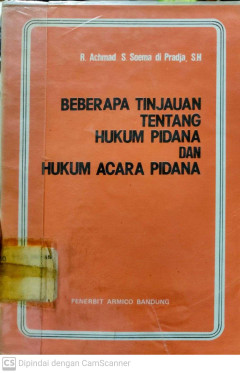 R. Achmad S. Soema di Pradja, S.H
BEBERAPA TINJAUAN
TENTANG
HUKUM PIDANA
DAN
HUKUM ACARA PIDANA
PENERBIT ARMICO BANDUNG
CS Dipindai dengan CamScanner